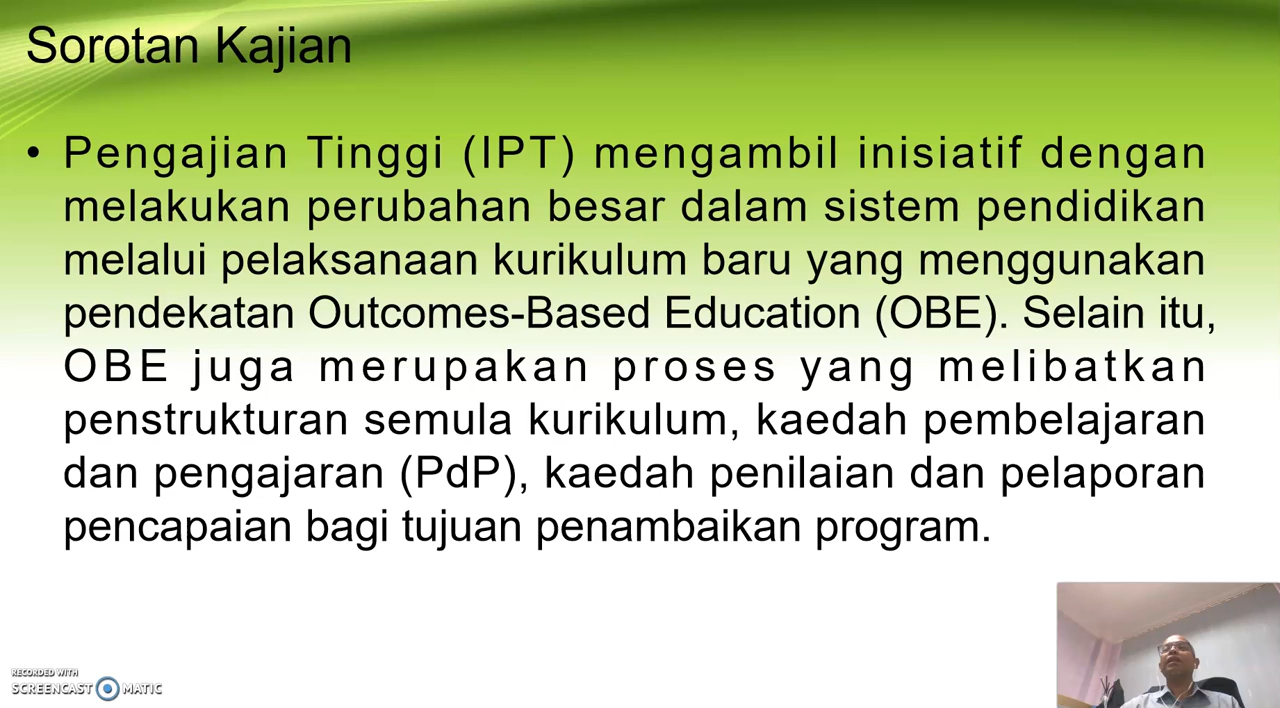 Sorotan Kajian
• Pengajian Tinggi (IPT) mengambil inisiatif dengan
melakukan perubahan besar dalam sistem pendidikan
melalui pelaksanaan kurikulum baru yang menggunakan
pendekatan Outcomes-Based Education (OBE). Selain itu,
OBE juga merupakan proses yang melibatkan
penstrukturan semula kurikulum, kaedah pembelajaran
dan pengajaran (PdP), kaedah penilaian dan pelaporan
pencapaian bagi tujuan penambaikan program.
RECORDED WITH
SCREENCAST MATIC